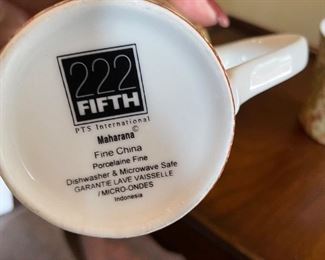 222
FIFTH
PTS International
©
Maharana
Fine China
Porcelaine Fine
Dishwasher & Microwave Safe
GARANTIE LAVE VAISSELLE
/ MICRO-ONDES
Indonesia